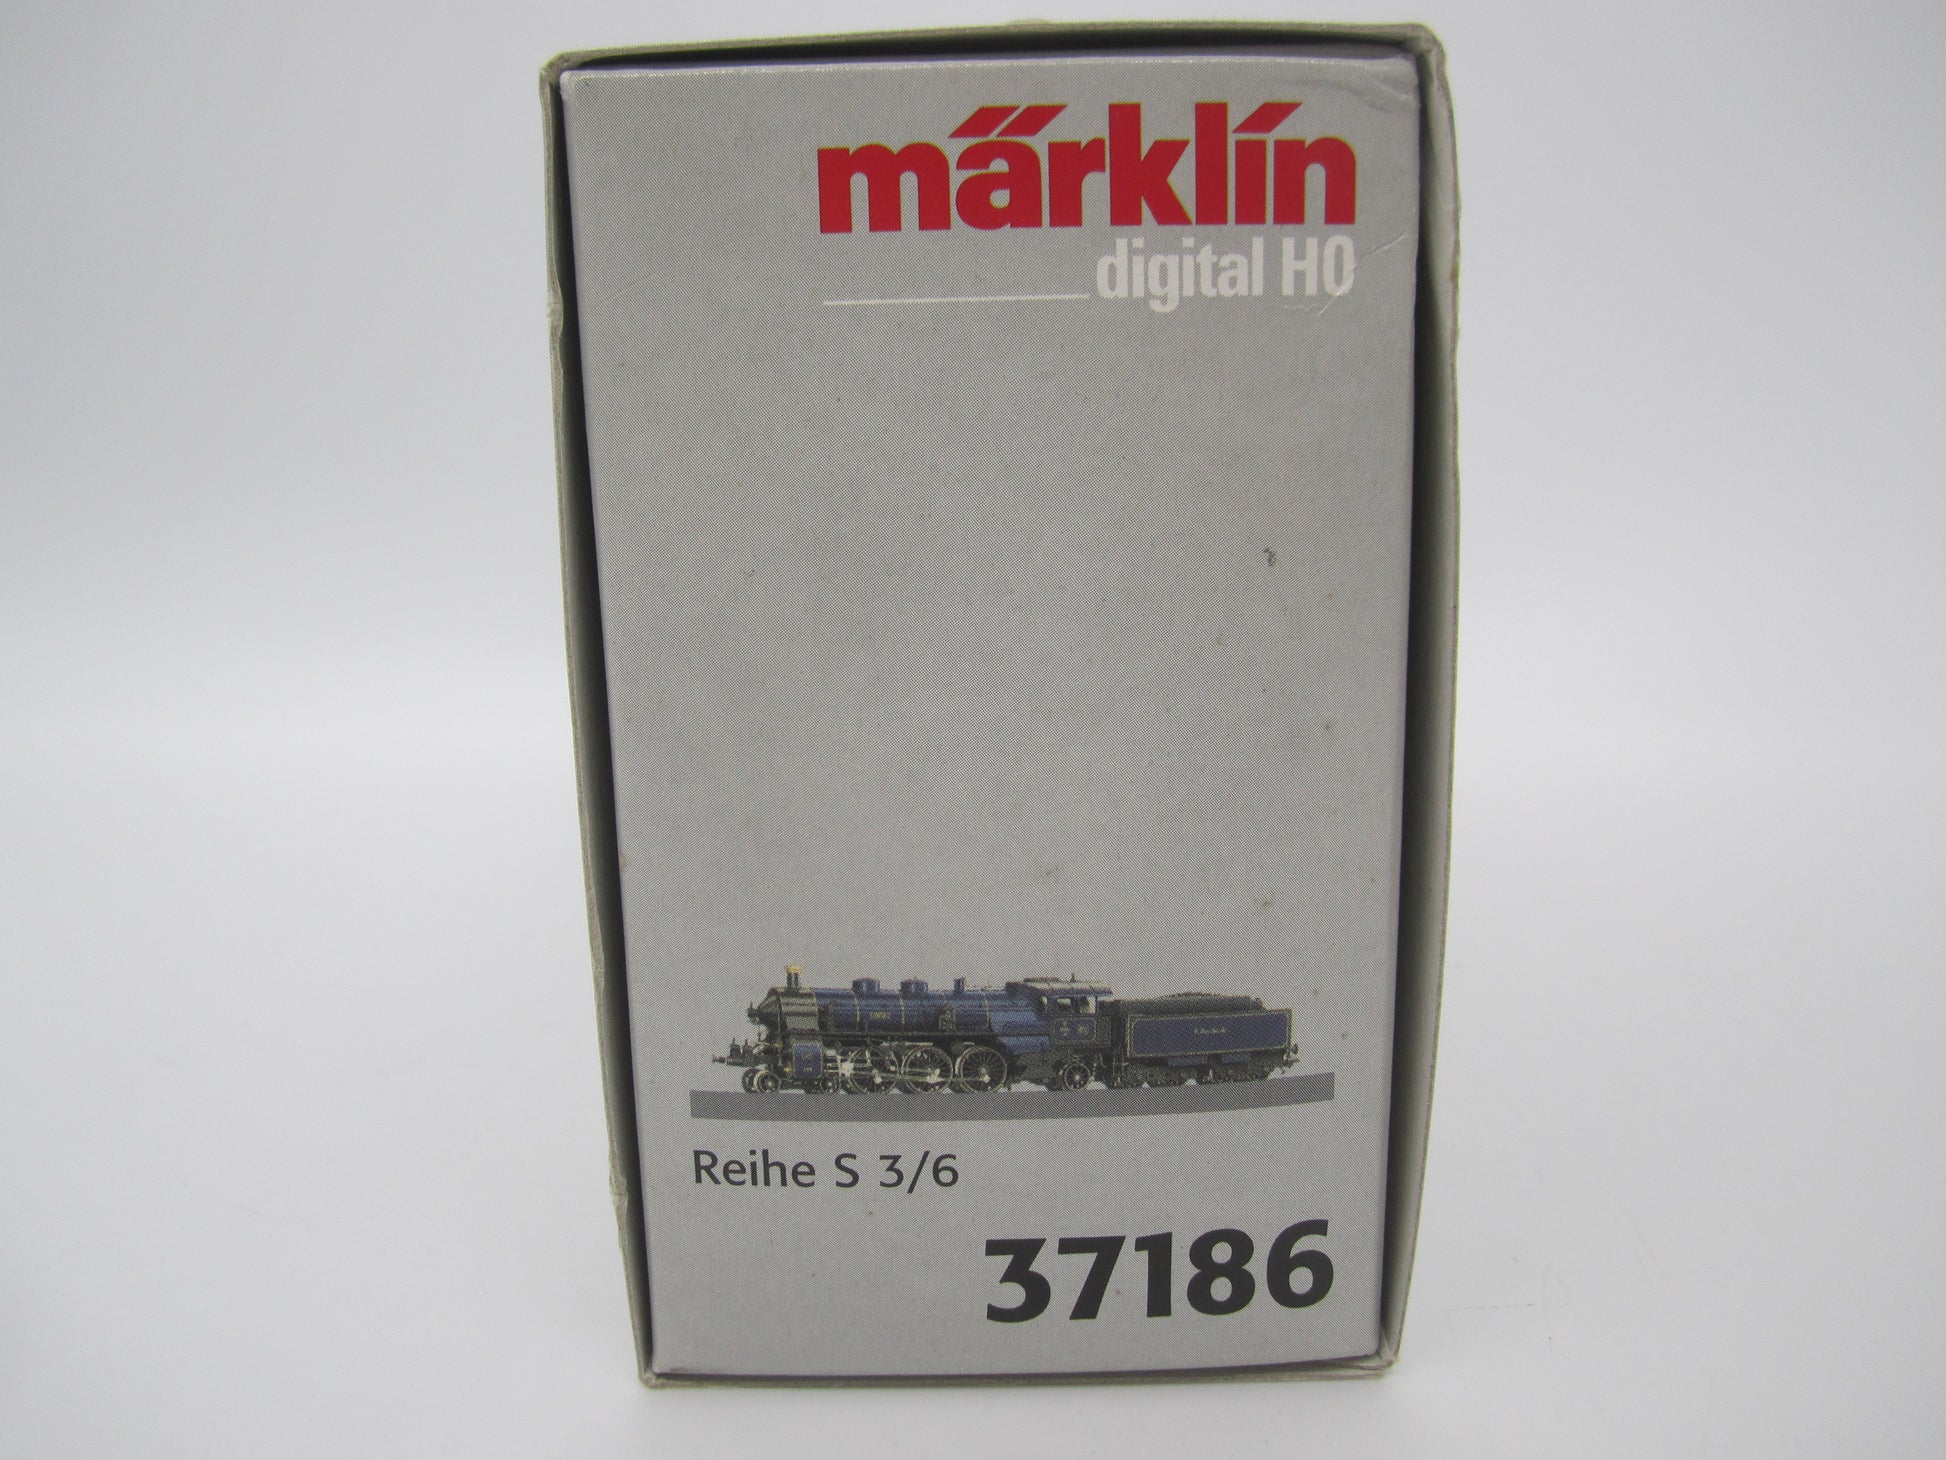 märklin
digital H0
Reihe S 3/6
37186